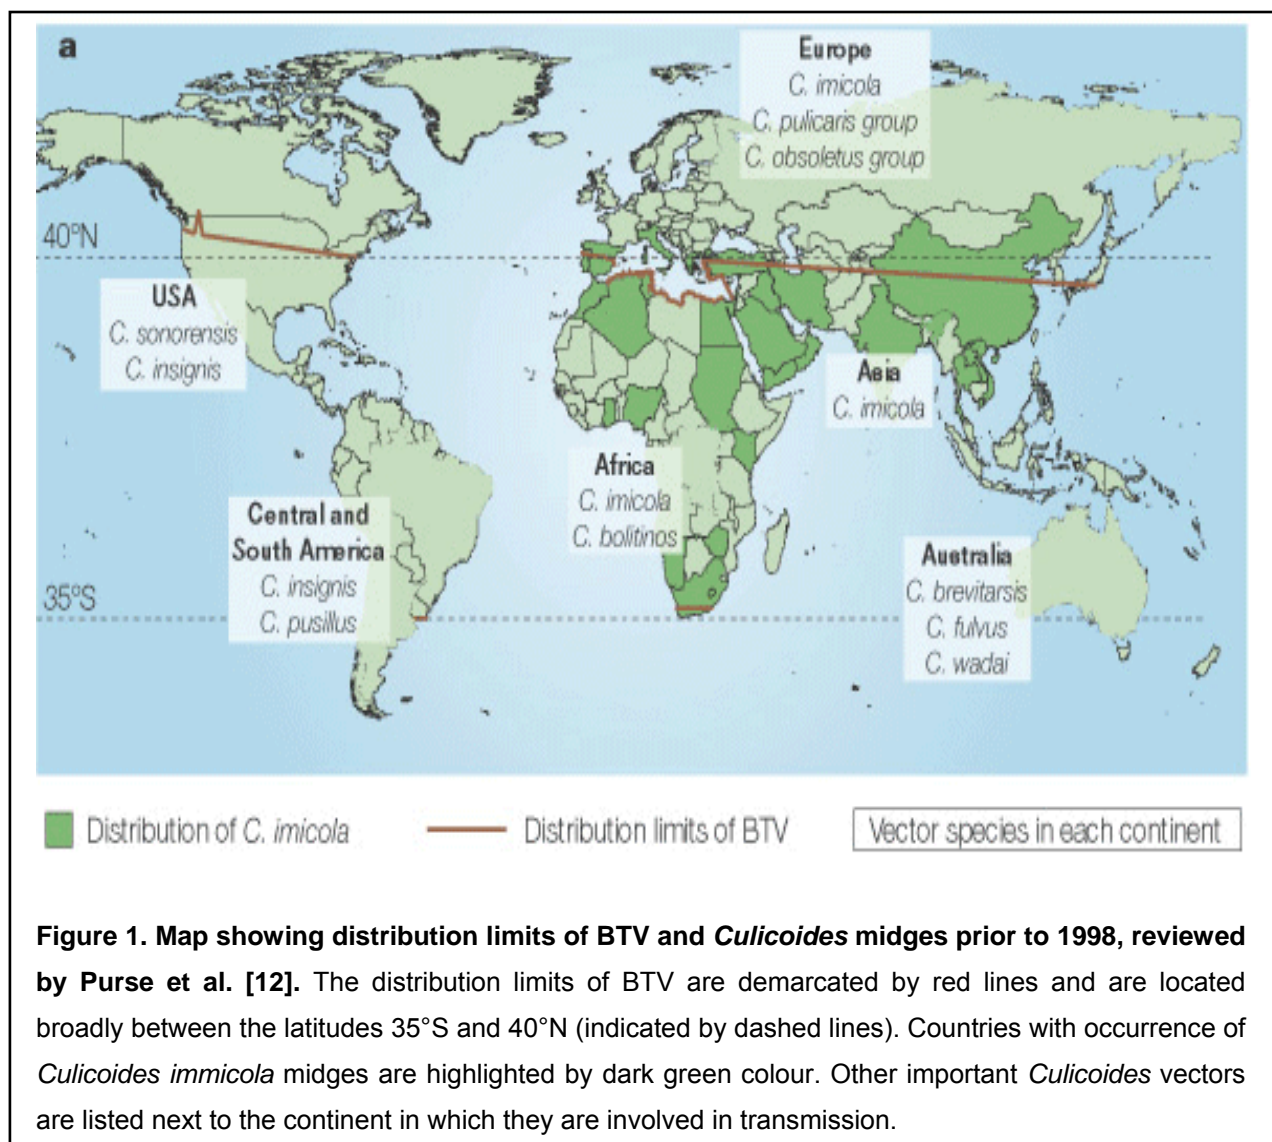 a
Europe
C. imicola
C. pulicaris group
C. obsoletus group
40°N
USA
C. sonorensis
C. insignis
Asia
C. imicola
Africa
C. imicola
C. bolitinos
Central and
South America
C. insignis
C. pusillus
Australia
C. brevitarsis
C. fulvus
C. wadai
35°S
Distribution of C. imicola
Distribution limits of BTV
Vector species in each continent
Figure 1. Map showing distribution limits of BTV and Culicoides midges prior to 1998, reviewed
by Purse et al. [12]. The distribution limits of BTV are demarcated by red lines and are located
broadly between the latitudes 35°S and 40°N (indicated by dashed lines). Countries with occurrence of
Culicoides immicola midges are highlighted by dark green colour. Other important Culicoides vectors
are listed next to the continent in which they are involved in transmission.